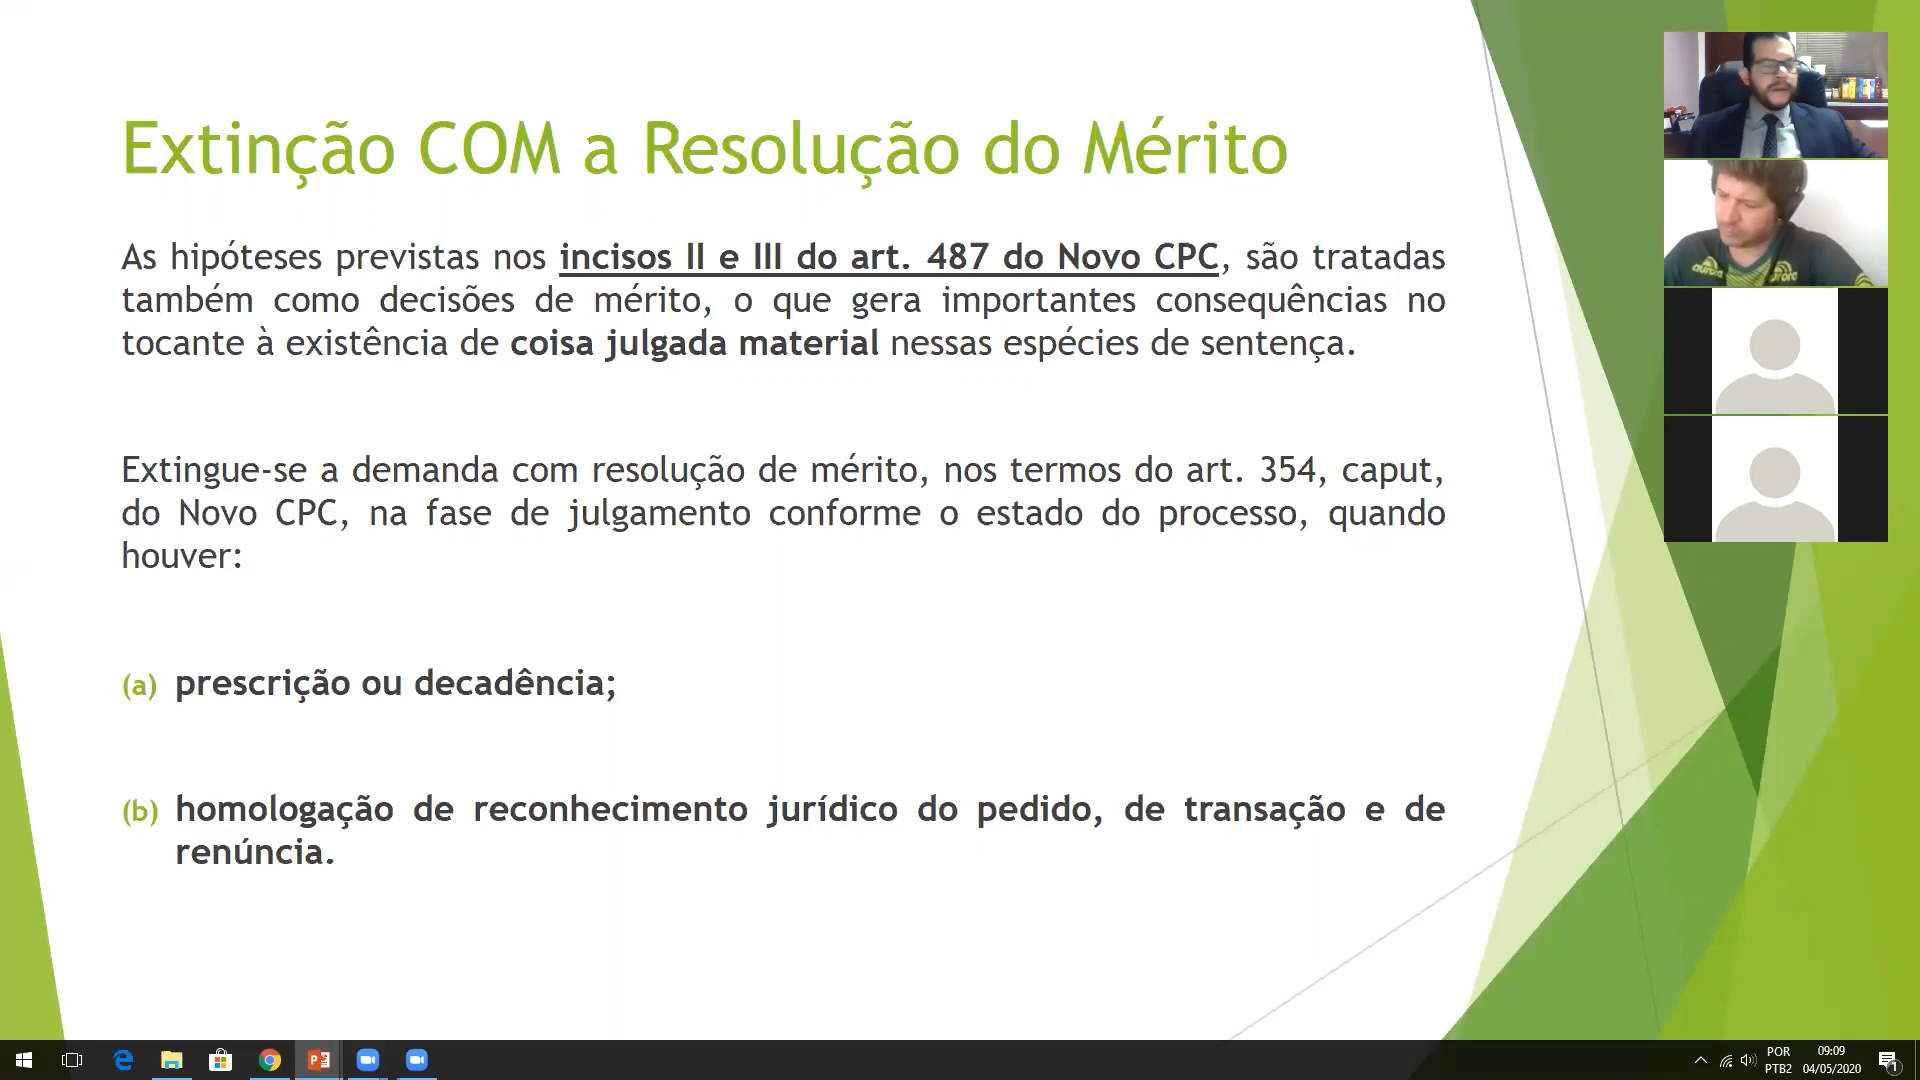 Extinção COM a Resolução do Mérito
As hipóteses previstas nos incisos II e III do art. 487 do Novo CPC, são tratadas
também como decisões de mérito, o que gera importantes consequências no
tocante à existência de coisa julgada material nessas espécies de sentença.
Extingue-se a demanda com resolução de mérito, nos termos do art. 354, caput,
do Novo CPC, na fase de julgamento conforme o estado do processo, quando
houver:
(a) prescrição ou decadência;
(b) homologação de reconhecimento jurídico do pedido, de transação e de
renúncia.
POR
PTB2
09:09
04/05/2020
1